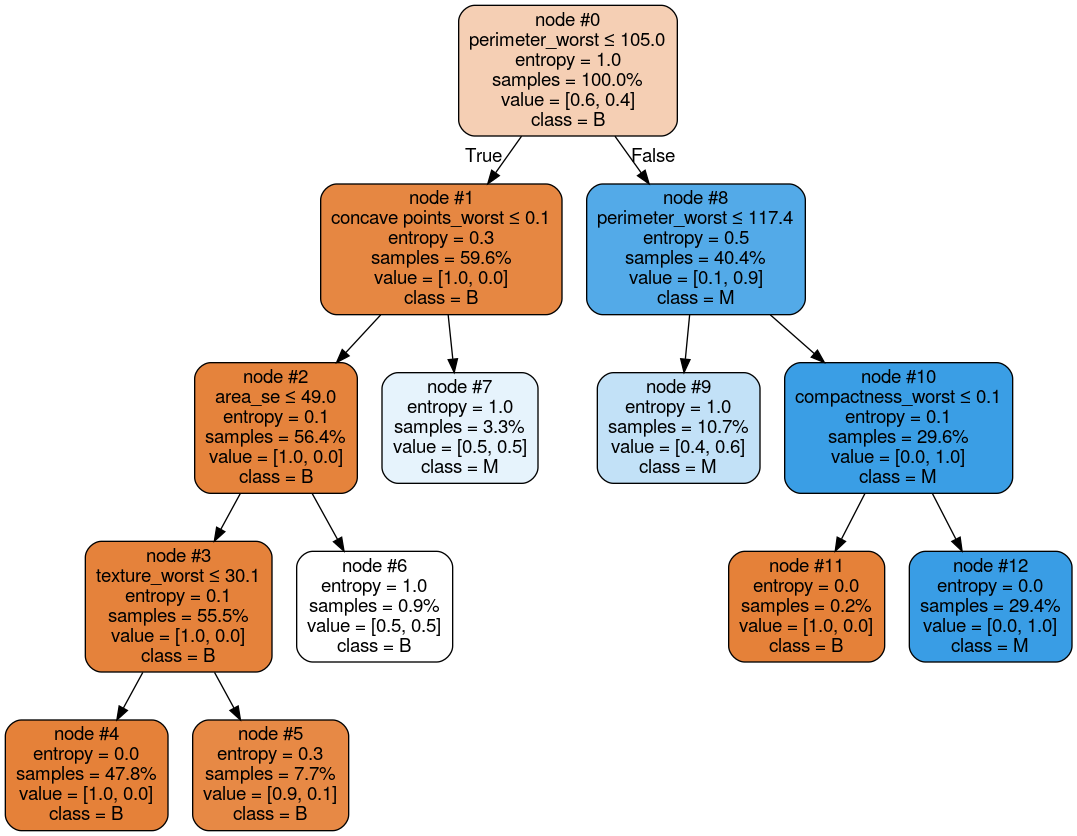 node #0
perimeter_worst ≤ 105.0
entropy = 1.0
samples = 100.0%
value = [0.6, 0.4]
class = B
True
False
node #1
concave points_worst ≤ 0.1
entropy = 0.3
samples = 59.6%
value = [1.0, 0.0]
class = B
node #8
perimeter_worst ≤ 117.4
entropy = 0.5
samples = 40.4%
value = [0.1, 0.9]
class = M
node #2
area_se ≤ 49.0
entropy = 0.1
samples = 56.4%
value = [1.0, 0.0]
class = B
node #7
entropy = 1.0
samples = 3.3%
value = [0.5, 0.5]
class = M
node #9
entropy = 1.0
samples = 10.7%
value = [0.4, 0.6]
class = M
node #10
compactness_worst ≤ 0.1
entropy = 0.1
samples = 29.6%
value = [0.0, 1.0]
class = M
node #3
texture_worst ≤ 30.1
entropy = 0.1
samples = 55.5%
value = [1.0, 0.0]
class = B
node #6
entropy = 1.0
samples = 0.9%
value = [0.5, 0.5]
class = B
node #11
entropy = 0.0
samples = 0.2%
value = [1.0, 0.0]
class = B
node #12
entropy = 0.0
samples = 29.4%
value = [0.0, 1.0]
class = M
node #4
entropy = 0.0
samples = 47.8%
value = [1.0, 0.0]
class = B
node #5
entropy = 0.3
samples = 7.7%
value = [0.9, 0.1]
class = B